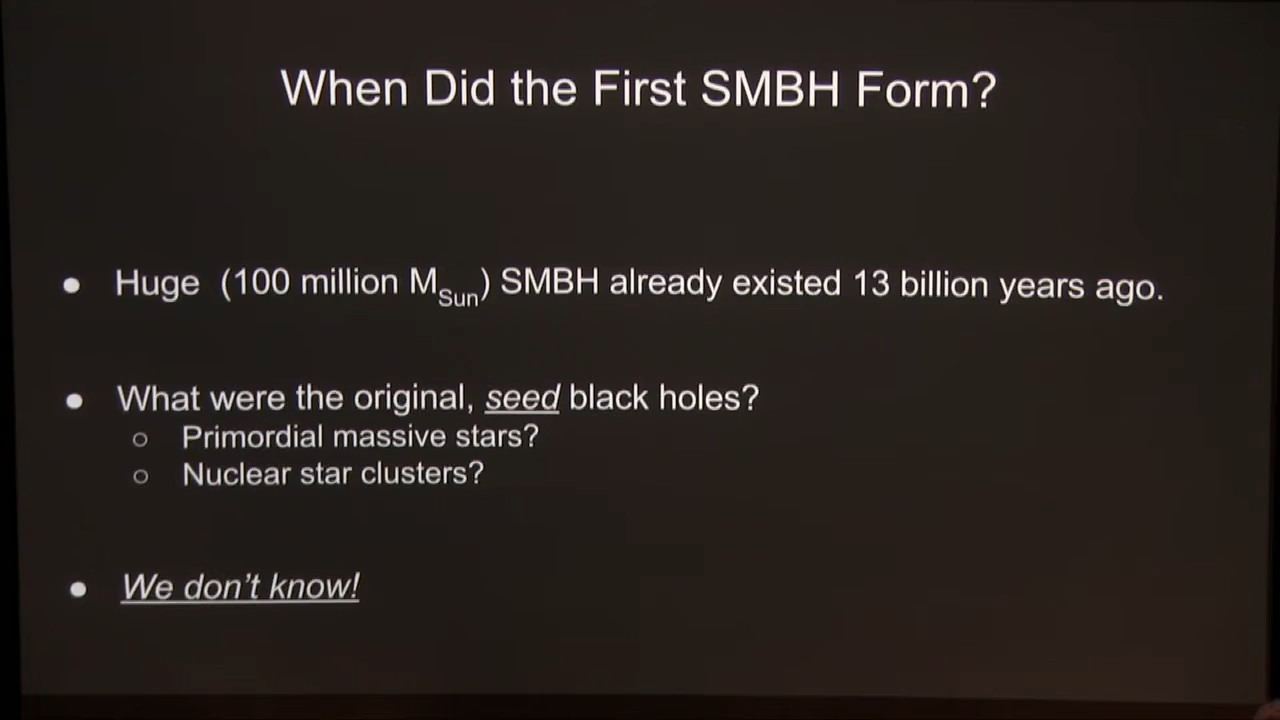 When Did the First SMBH Form?
● Huge (100 million M_Sun) SMBH already existed 13 billion years ago.
● What were the original, seed black holes?
○ Primordial massive stars?
○ Nuclear star clusters?
● We don't know!